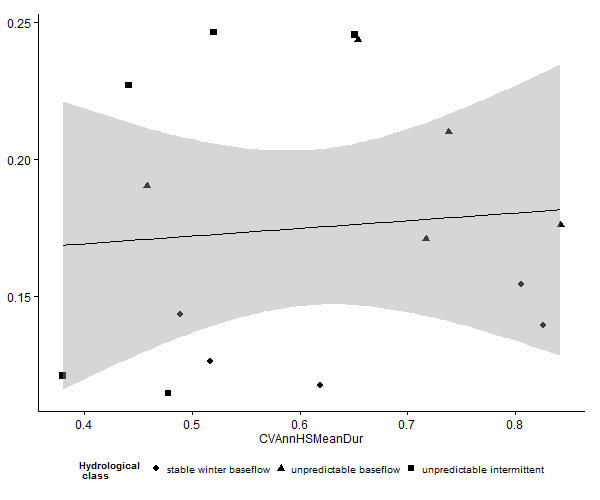 0.25
0.20
0.15
0.4 0.5 0.6 0.7 0.8
CVAnnHSMeanDur
Hydrological
class
stable winter baseflow unpredictable baseflow unpredictable intermittent